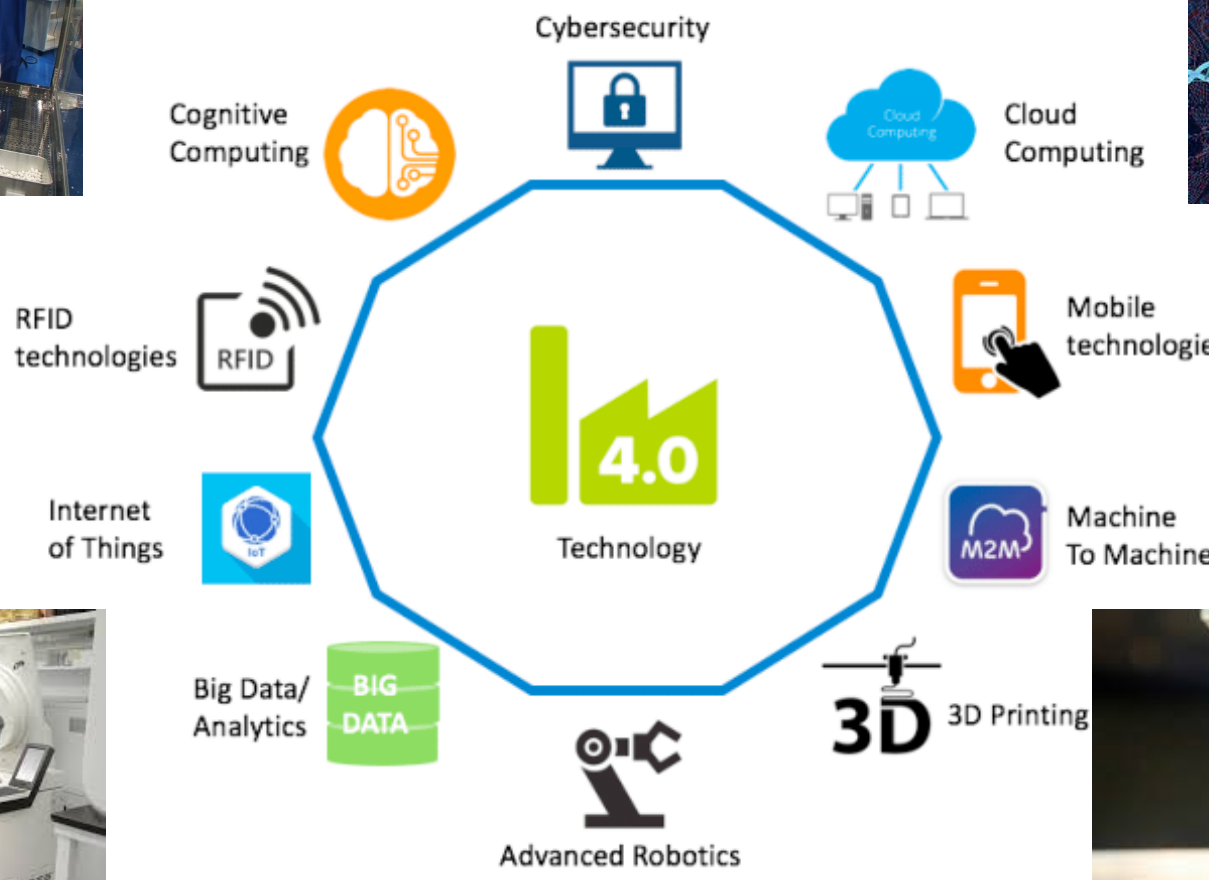 Cybersecurity
Cognitive
Computing
Cloud
Computing
Cloud
Computing
RFID
technologies
RFID
Mobile
technologie
4.0
Technology
Internet
of Things
IoT
M2M
Machine
To Machine
Big Data/
Analytics
BIG
DATA
3D
3D Printing
Advanced Robotics